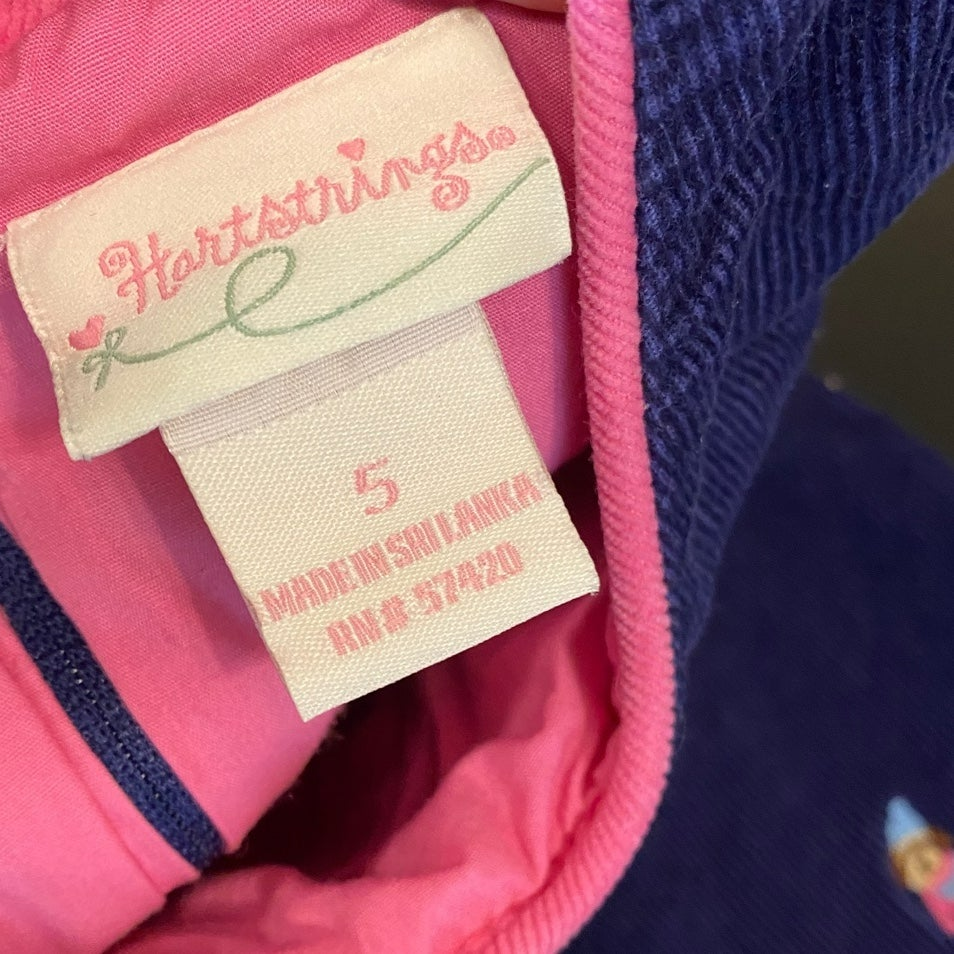 Hartstrings®
5
MADE IN SRI LANKA
RN# 57420